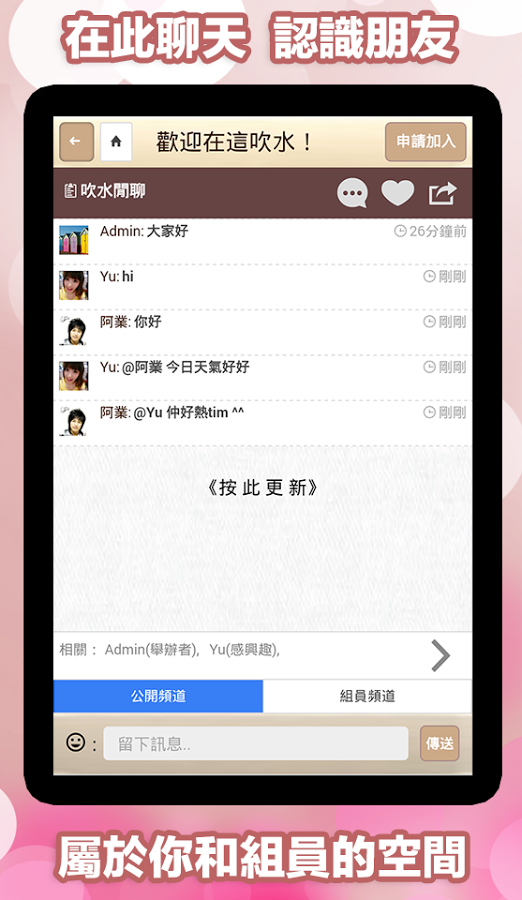 在此聊天 認識朋友
歡迎在這吹水！ 申請加入
吹水閒聊
Admin: 大家好 26分鐘前
Yu: hi 剛剛
阿業: 你好 剛剛
Yu: @阿業 今日天氣好好 剛剛
阿業: @Yu 仲好熱tim ^^ 剛剛
《按此更新》
相關： Admin(舉辦者), Yu(感興趣),
公開頻道 組員頻道
: 留下訊息.. 傳送
屬於你和組員的空間